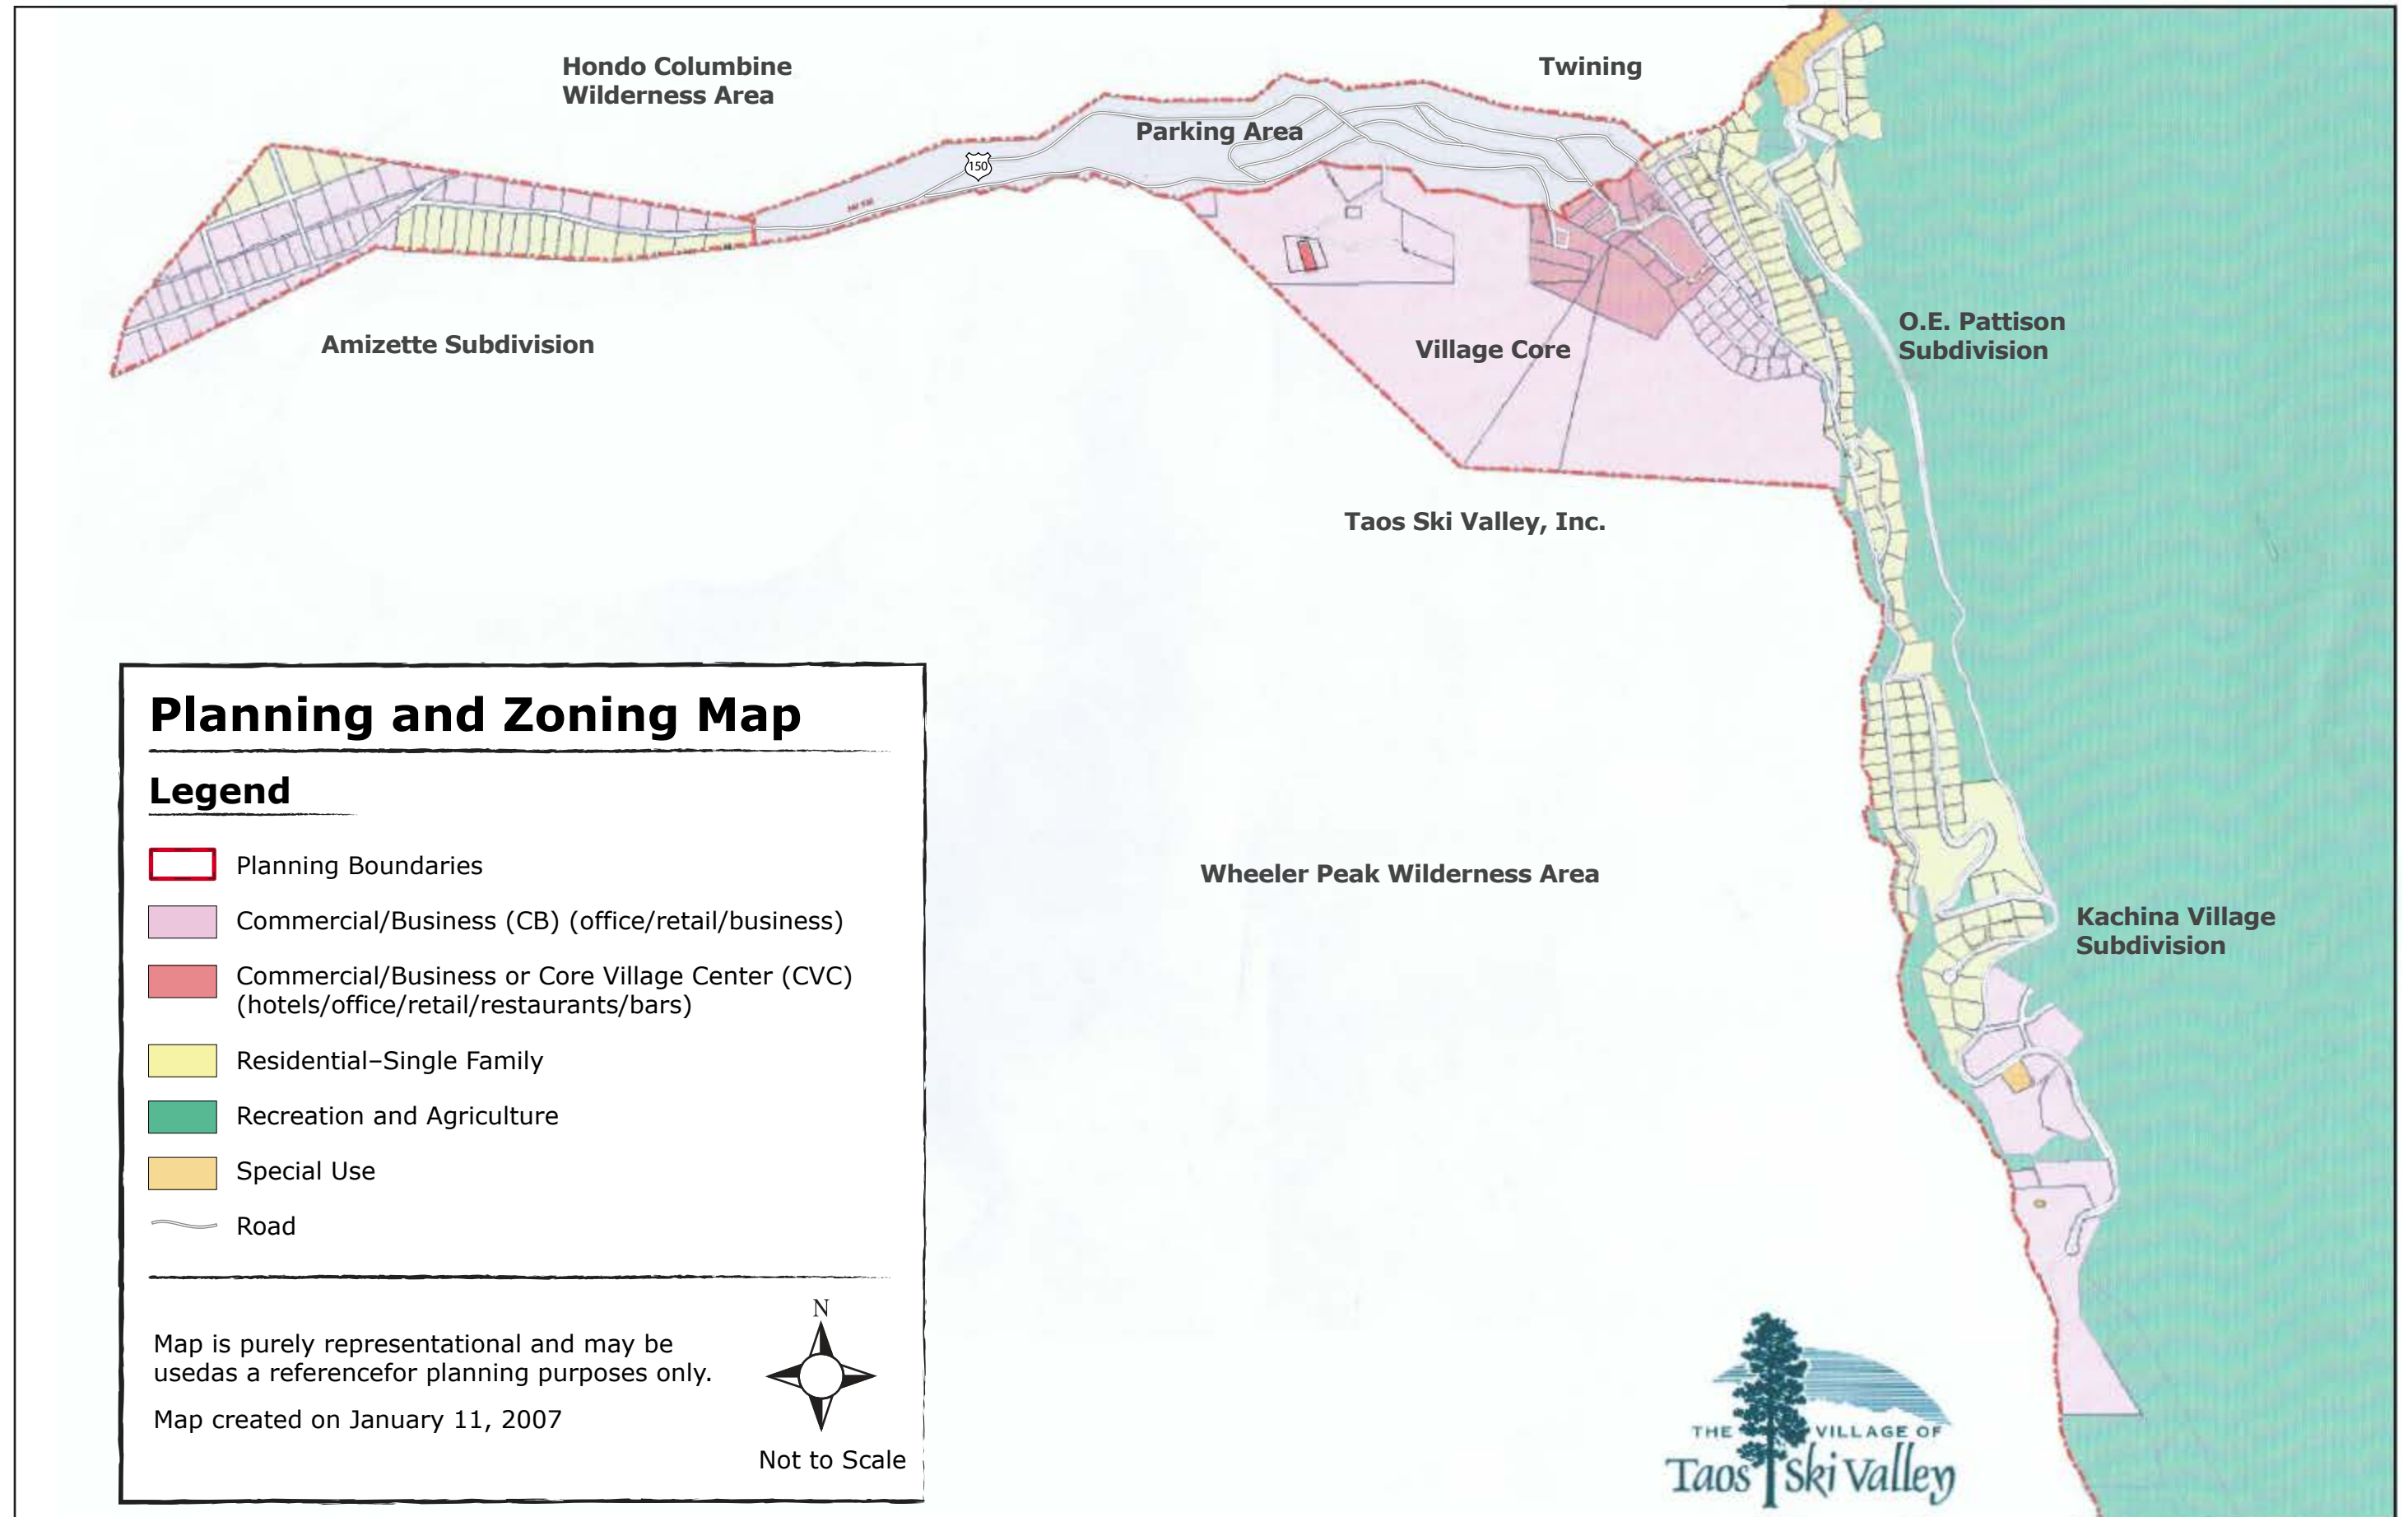 Hondo Columbine
Wilderness Area
Twining
Parking Area
150
Amizette Subdivision
Village Core
O.E. Pattison
Subdivision
Taos Ski Valley, Inc.
Wheeler Peak Wilderness Area
Kachina Village
Subdivision
Planning and Zoning Map
Legend
Planning Boundaries
Commercial/Business (CB) (office/retail/business)
Commercial/Business or Core Village Center (CVC)
(hotels/office/retail/restaurants/bars)
Residential–Single Family
Recreation and Agriculture
Special Use
Road
N
Map is purely representational and may be
usedas a referencefor planning purposes only.
Map created on January 11, 2007
Not to Scale
THE VILLAGE OF
Taos Ski Valley